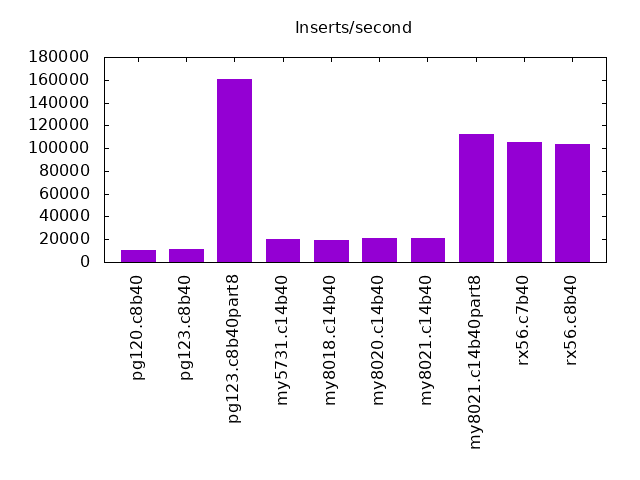 Inserts/second
180000
160000
140000
120000
100000
80000
60000
40000
20000
0
pg120.c8b40
pg123.c8b40
pg123.c8b40part8
my5731.c14b40
my8018.c14b40
my8020.c14b40
my8021.c14b40
my8021.c14b40part8
rx56.c7b40
rx56.c8b40